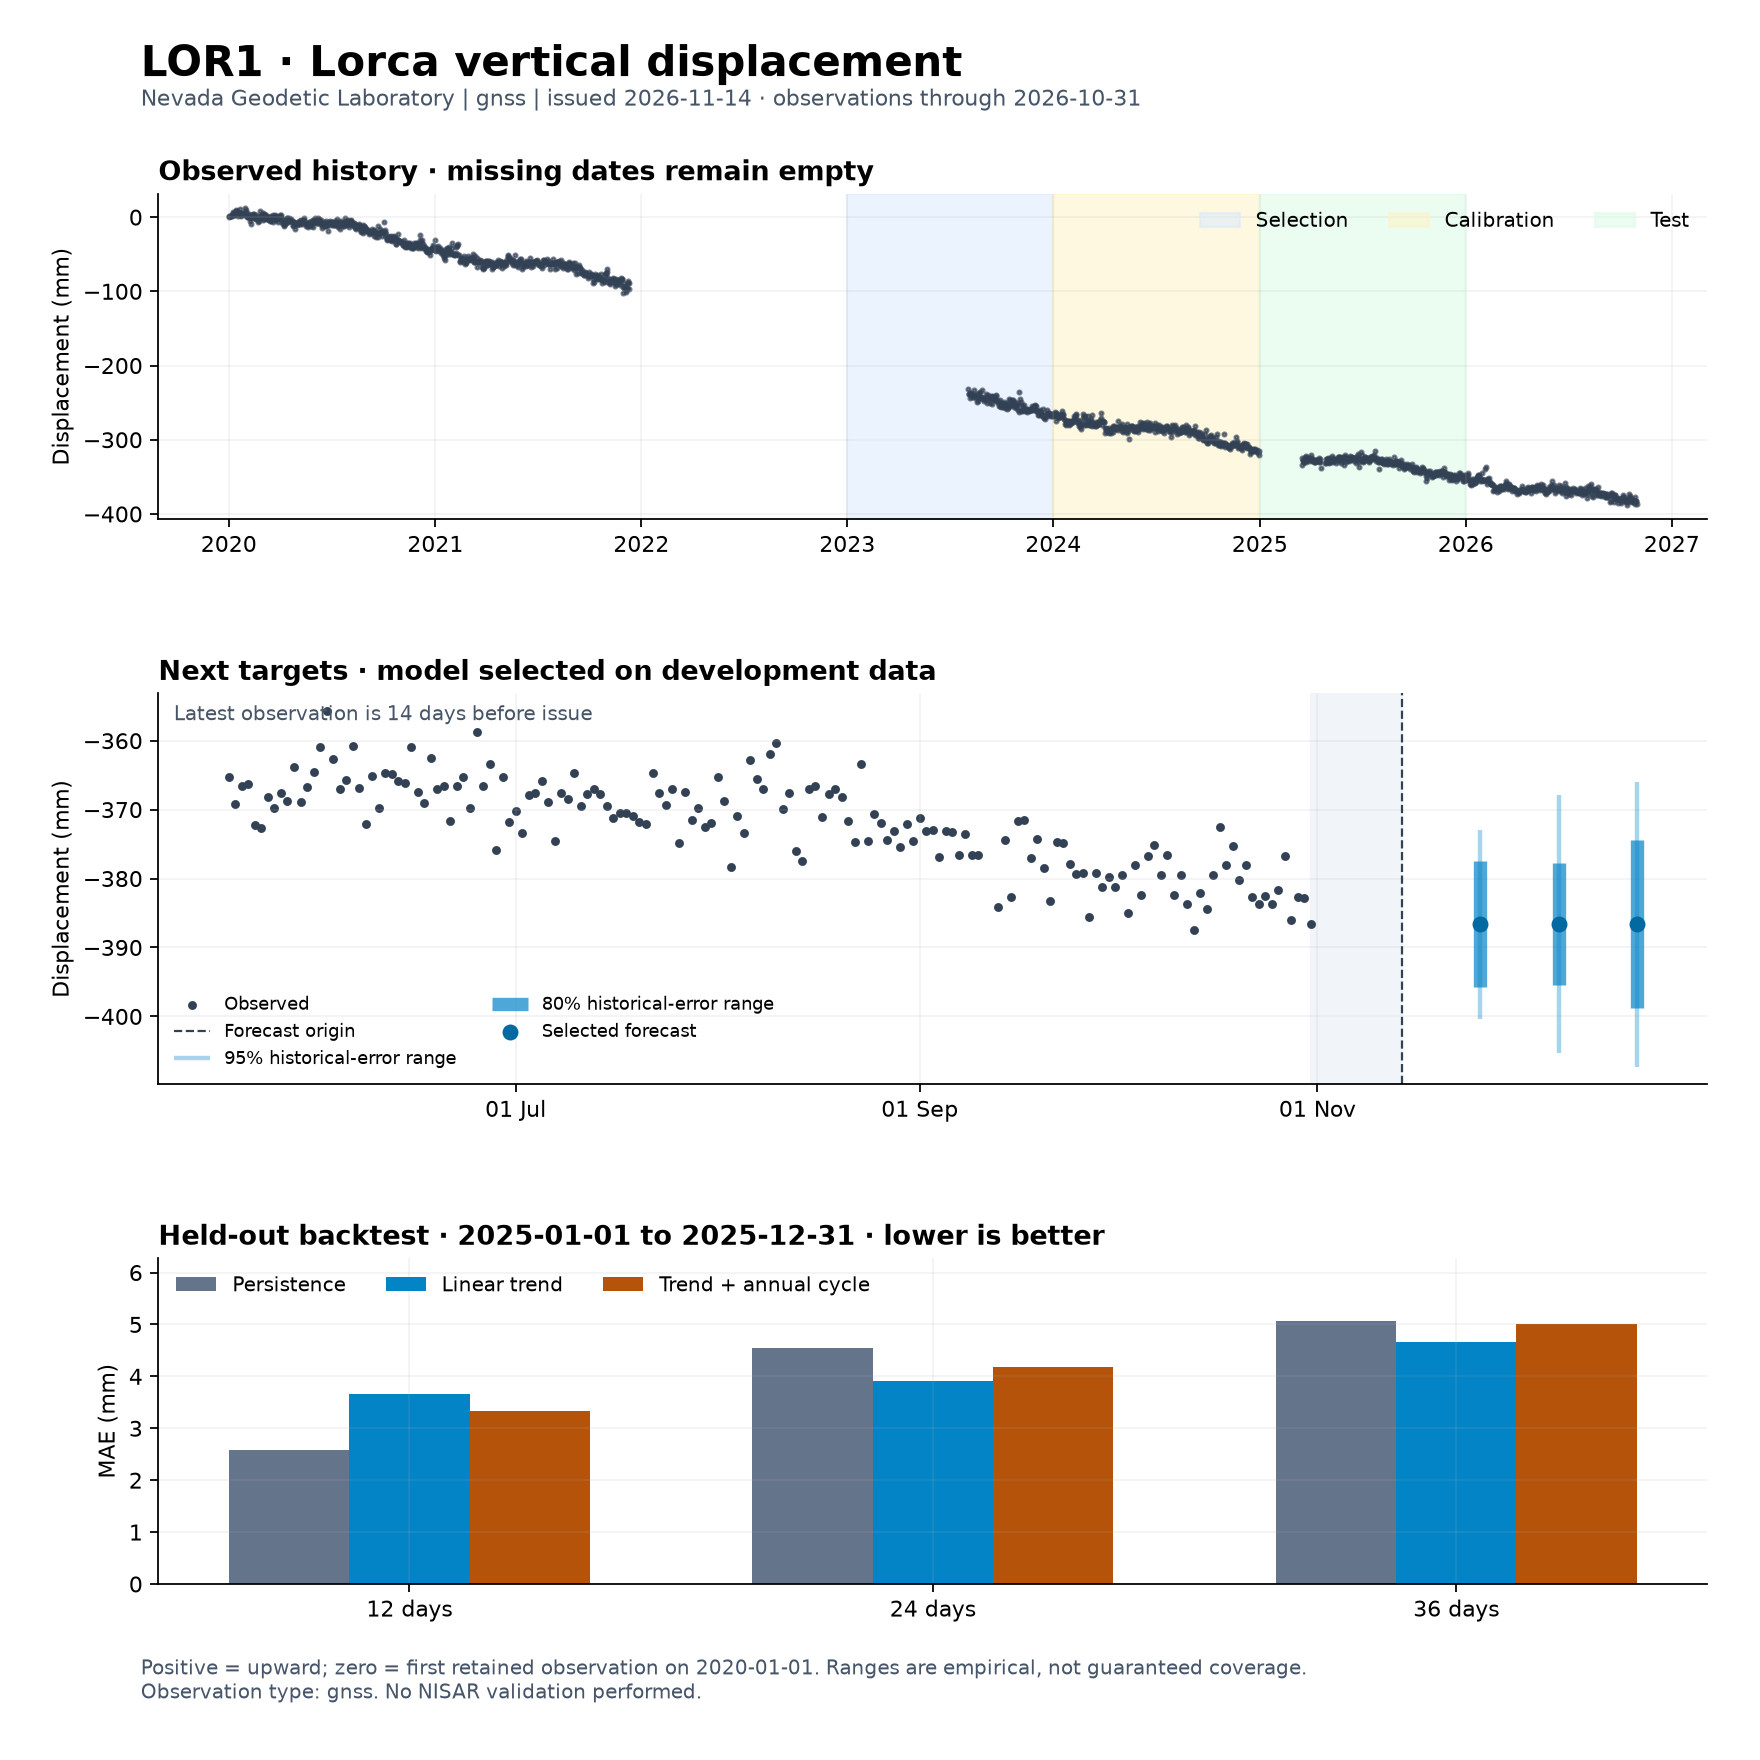 LOR1 · Lorca vertical displacement
Nevada Geodetic Laboratory | gnss | issued 2026-11-14 · observations through 2026-10-31
Observed history · missing dates remain empty
Displacement (mm)
0
−100
−200
−300
−400
Selection
Calibration
Test
2020
2021
2022
2023
2024
2025
2026
2027
Next targets · model selected on development data
Latest observation is 14 days before issue
Displacement (mm)
−360
−370
−380
−390
−400
Observed
Forecast origin
95% historical-error range
80% historical-error range
Selected forecast
01 Jul
01 Sep
01 Nov
Held-out backtest · 2025-01-01 to 2025-12-31 · lower is better
Persistence
Linear trend
Trend + annual cycle
MAE (mm)
6
5
4
3
2
1
0
12 days
24 days
36 days
Positive = upward; zero = first retained observation on 2020-01-01. Ranges are empirical, not guaranteed coverage.
Observation type: gnss. No NISAR validation performed.